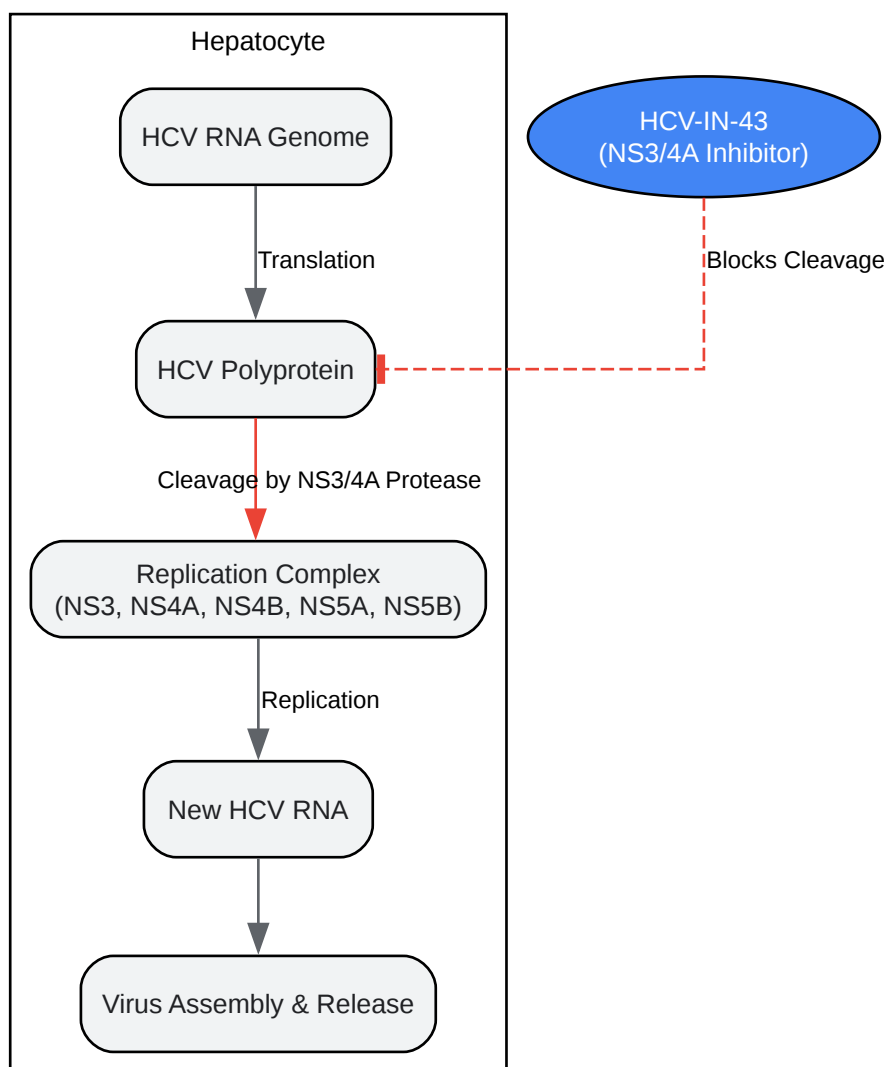 Hepatocyte
HCV RNA Genome
HCV-IN-43
(NS3/4A Inhibitor)
Translation
Blocks Cleavage
HCV Polyprotein
Cleavage by NS3/4A Protease
Replication Complex
(NS3, NS4A, NS4B, NS5A, NS5B)
Replication
New HCV RNA
Virus Assembly & Release